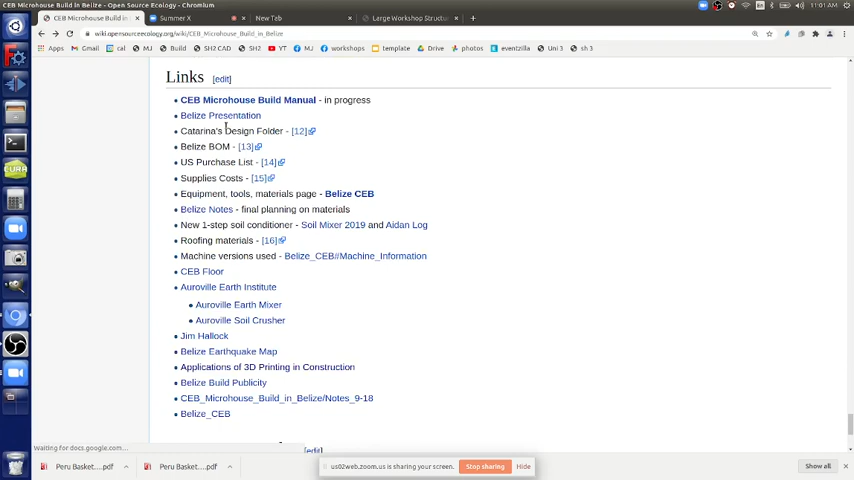 CEB Microhouse Build in Belize - Open Source Ecology - Chromium
11:01 AM
CEB Microhouse Build in
Summer X
New Tab
Large Workshop Structur
wiki.opensourceecology.org/wiki/CEB_Microhouse_Build_in_Belize
Apps Gmail cal MJ Build SH2 CAD SH2 YT MJ workshops template Drive photos eventzilla Uni sh 3
Links [edit]
CEB Microhouse Build Manual - in progress
Belize Presentation
Catarina's Design Folder - [12]
Belize BOM - [13]
US Purchase List - [14]
Supplies Costs - [15]
Equipment, tools, materials page - Belize CEB
Belize Notes - final planning on materials
New 1-step soil conditioner - Soil Mixer 2019 and Aidan Log
Roofing materials - [16]
Machine versions used - Belize_CEB#Machine_Information
CEB Floor
Auroville Earth Institute
Auroville Earth Mixer
Auroville Soil Crusher
Jim Hallock
Belize Earthquake Map
Applications of 3D Printing in Construction
Belize Build Publicity
CEB_Microhouse_Build_in_Belize/Notes_9-18
Belize_CEB
[edit]
Waiting for docs.google.com...
Peru Basket....pdf
Peru Basket....pdf
us02web.zoom.us is sharing your screen.
Stop sharing
Hide
Show all